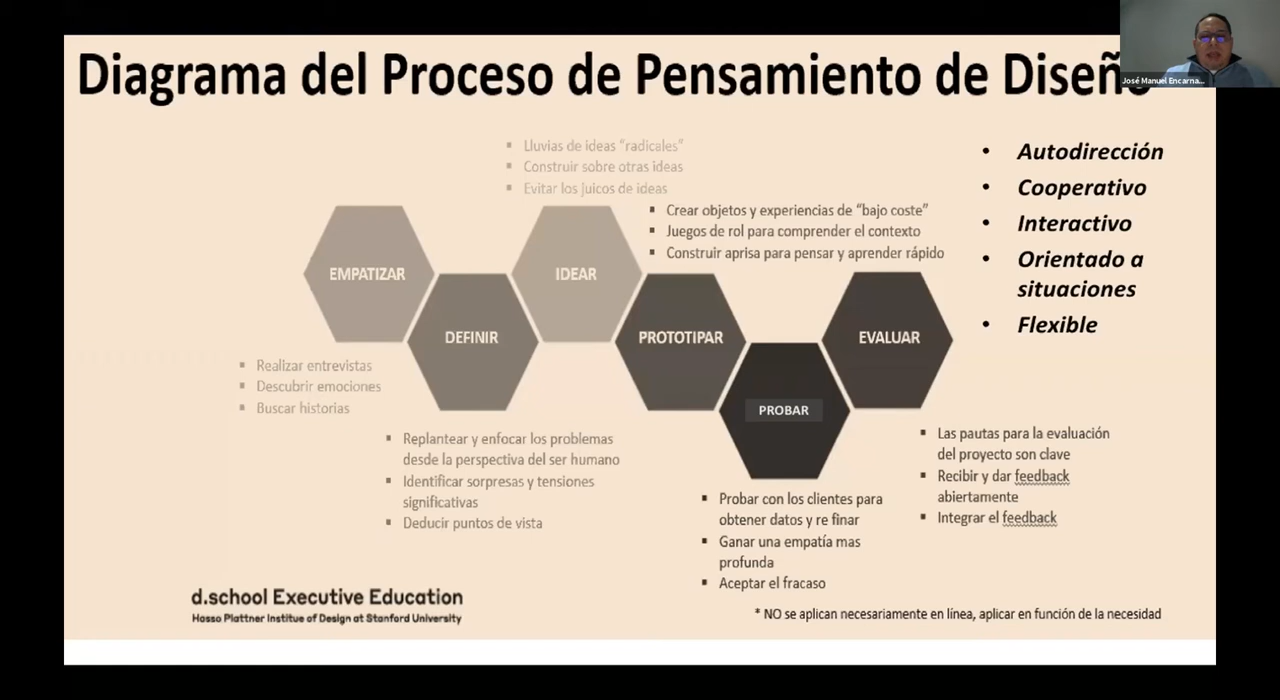 Diagrama del Proceso de Pensamiento de Diseño
José Manuel Encarna...
▪ Lluvias de ideas “radicales”
▪ Construir sobre otras ideas
▪ Evitar los juicos de ideas
• Autodirección
• Cooperativo
• Interactivo
• Orientado a
situaciones
• Flexible
▪ Crear objetos y experiencias de “bajo coste”
▪ Juegos de rol para comprender el contexto
▪ Construir aprisa para pensar y aprender rápido
EMPATIZAR
DEFINIR
IDEAR
PROTOTIPAR
PROBAR
EVALUAR
▪ Realizar entrevistas
▪ Descubrir emociones
▪ Buscar historias
▪ Replantear y enfocar los problemas
desde la perspectiva del ser humano
▪ Identificar sorpresas y tensiones
significativas
▪ Deducir puntos de vista
▪ Probar con los clientes para
obtener datos y re finar
▪ Ganar una empatía mas
profunda
▪ Aceptar el fracaso
▪ Las pautas para la evaluación
del proyecto son clave
▪ Recibir y dar feedback
abiertamente
▪ Integrar el feedback
d.school Executive Education
Hasso Plattner Institue of Design at Stanford University
* NO se aplican necesariamente en línea, aplicar en función de la necesidad